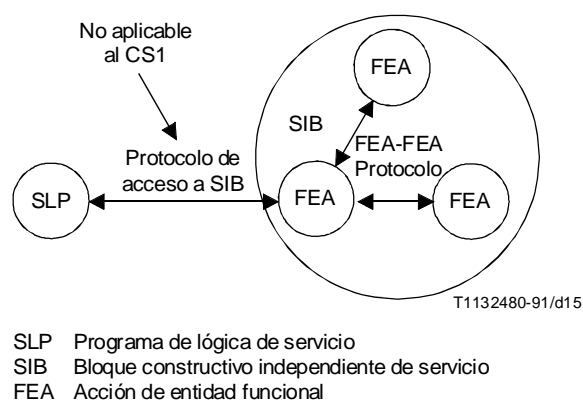 No aplicable
al CS1
FEA
SIB
FEA-FEA
Protocolo
Protocolo de
acceso a SIB
SLP
FEA
FEA
T1132480-91/d15
SLP Programa de lógica de servicio
SIB Bloque constructivo independiente de servicio
FEA Acción de entidad funcional